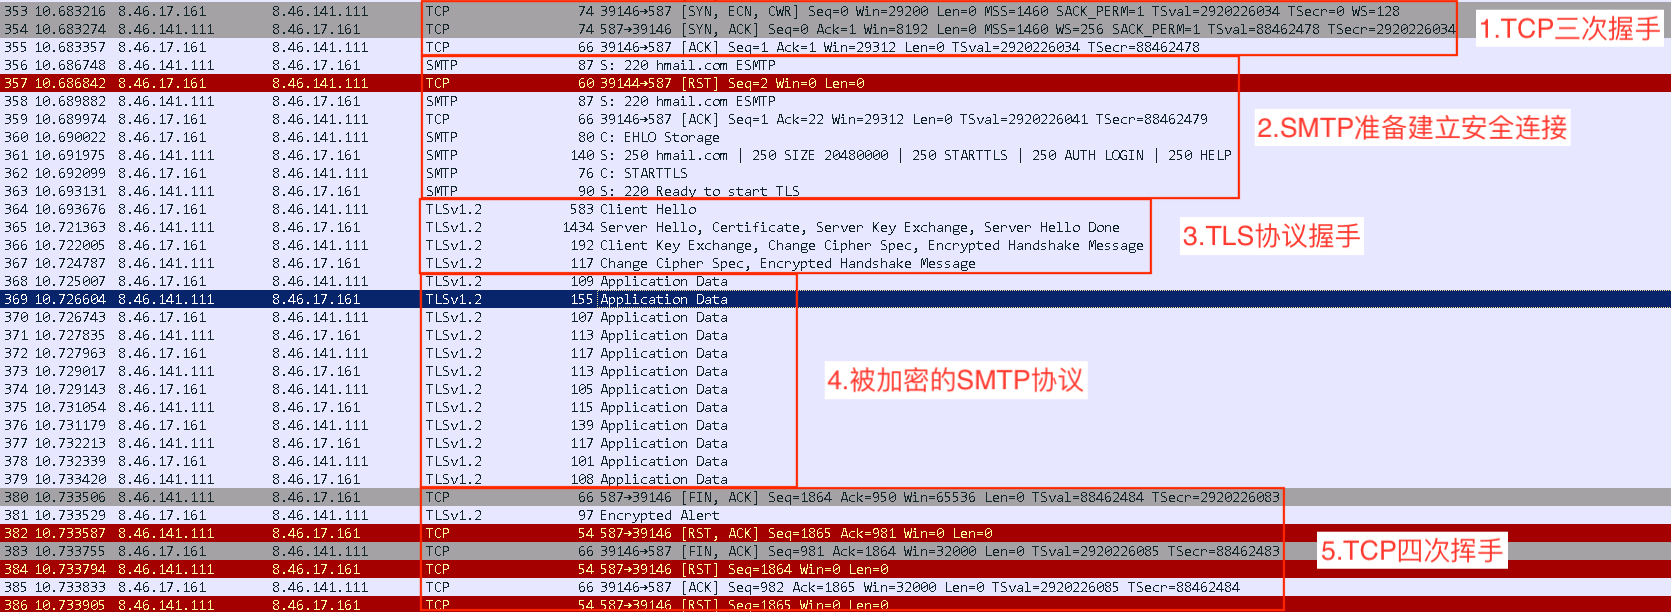 353 10.683216 8.46.17.161 8.46.141.111 TCP 74 39146→587 [SYN, ECN, CWR] Seq=0 Win=29200 Len=0 MSS=1460 SACK_PERM=1 TSval=2920226034 TSecr=0 WS=128
354 10.683274 8.46.141.111 8.46.17.161 TCP 74 587→39146 [SYN, ACK] Seq=0 Ack=1 Win=8192 Len=0 MSS=1460 WS=256 SACK_PERM=1 TSval=88462478 TSecr=2920226034
1.TCP三次握手
355 10.683357 8.46.17.161 8.46.141.111 TCP 66 39146→587 [ACK] Seq=1 Ack=1 Win=29312 Len=0 TSval=2920226034 TSecr=88462478
356 10.686748 8.46.141.111 8.46.17.161 SMTP 87 S: 220 hmail.com ESMTP
357 10.686842 8.46.17.161 8.46.141.111 TCP 60 39144→587 [RST] Seq=2 Win=0 Len=0
358 10.689882 8.46.141.111 8.46.17.161 SMTP 87 S: 220 hmail.com ESMTP
359 10.689974 8.46.17.161 8.46.141.111 TCP 66 39146→587 [ACK] Seq=1 Ack=22 Win=29312 Len=0 TSval=2920226041 TSecr=88462479
2.SMTP准备建立安全连接
360 10.690022 8.46.17.161 8.46.141.111 SMTP 80 C: EHLO Storage
361 10.691975 8.46.141.111 8.46.17.161 SMTP 140 S: 250 hmail.com | 250 SIZE 20480000 | 250 STARTTLS | 250 AUTH LOGIN | 250 HELP
362 10.692099 8.46.17.161 8.46.141.111 SMTP 76 C: STARTTLS
363 10.693131 8.46.141.111 8.46.17.161 SMTP 90 S: 220 Ready to start TLS
364 10.693676 8.46.17.161 8.46.141.111 TLSv1.2 583 Client Hello
365 10.721363 8.46.141.111 8.46.17.161 TLSv1.2 1434 Server Hello, Certificate, Server Key Exchange, Server Hello Done
3.TLS协议握手
366 10.722005 8.46.17.161 8.46.141.111 TLSv1.2 192 Client Key Exchange, Change Cipher Spec, Encrypted Handshake Message
367 10.724787 8.46.141.111 8.46.17.161 TLSv1.2 117 Change Cipher Spec, Encrypted Handshake Message
368 10.725007 8.46.17.161 8.46.141.111 TLSv1.2 109 Application Data
369 10.726604 8.46.141.111 8.46.17.161 TLSv1.2 155 Application Data
370 10.726743 8.46.17.161 8.46.141.111 TLSv1.2 107 Application Data
371 10.727835 8.46.141.111 8.46.17.161 TLSv1.2 113 Application Data
372 10.727963 8.46.17.161 8.46.141.111 TLSv1.2 117 Application Data
373 10.729017 8.46.141.111 8.46.17.161 TLSv1.2 113 Application Data
4.被加密的SMTP协议
374 10.729143 8.46.17.161 8.46.141.111 TLSv1.2 105 Application Data
375 10.731054 8.46.141.111 8.46.17.161 TLSv1.2 115 Application Data
376 10.731179 8.46.17.161 8.46.141.111 TLSv1.2 139 Application Data
377 10.732213 8.46.141.111 8.46.17.161 TLSv1.2 117 Application Data
378 10.732339 8.46.17.161 8.46.141.111 TLSv1.2 101 Application Data
379 10.733420 8.46.141.111 8.46.17.161 TLSv1.2 108 Application Data
380 10.733506 8.46.141.111 8.46.17.161 TCP 66 587→39146 [FIN, ACK] Seq=1864 Ack=950 Win=65536 Len=0 TSval=88462484 TSecr=2920226083
381 10.733529 8.46.17.161 8.46.141.111 TLSv1.2 97 Encrypted Alert
382 10.733587 8.46.141.111 8.46.17.161 TCP 54 587→39146 [RST, ACK] Seq=1865 Ack=981 Win=0 Len=0
383 10.733755 8.46.17.161 8.46.141.111 TCP 66 39146→587 [FIN, ACK] Seq=981 Ack=1864 Win=32000 Len=0 TSval=2920226085 TSecr=88462483
5.TCP四次挥手
384 10.733794 8.46.141.111 8.46.17.161 TCP 54 587→39146 [RST] Seq=1864 Win=0 Len=0
385 10.733833 8.46.17.161 8.46.141.111 TCP 66 39146→587 [ACK] Seq=982 Ack=1865 Win=32000 Len=0 TSval=2920226085 TSecr=88462484
386 10.733905 8.46.141.111 8.46.17.161 TCP 54 587→39146 [RST] Seq=1865 Win=0 Len=0